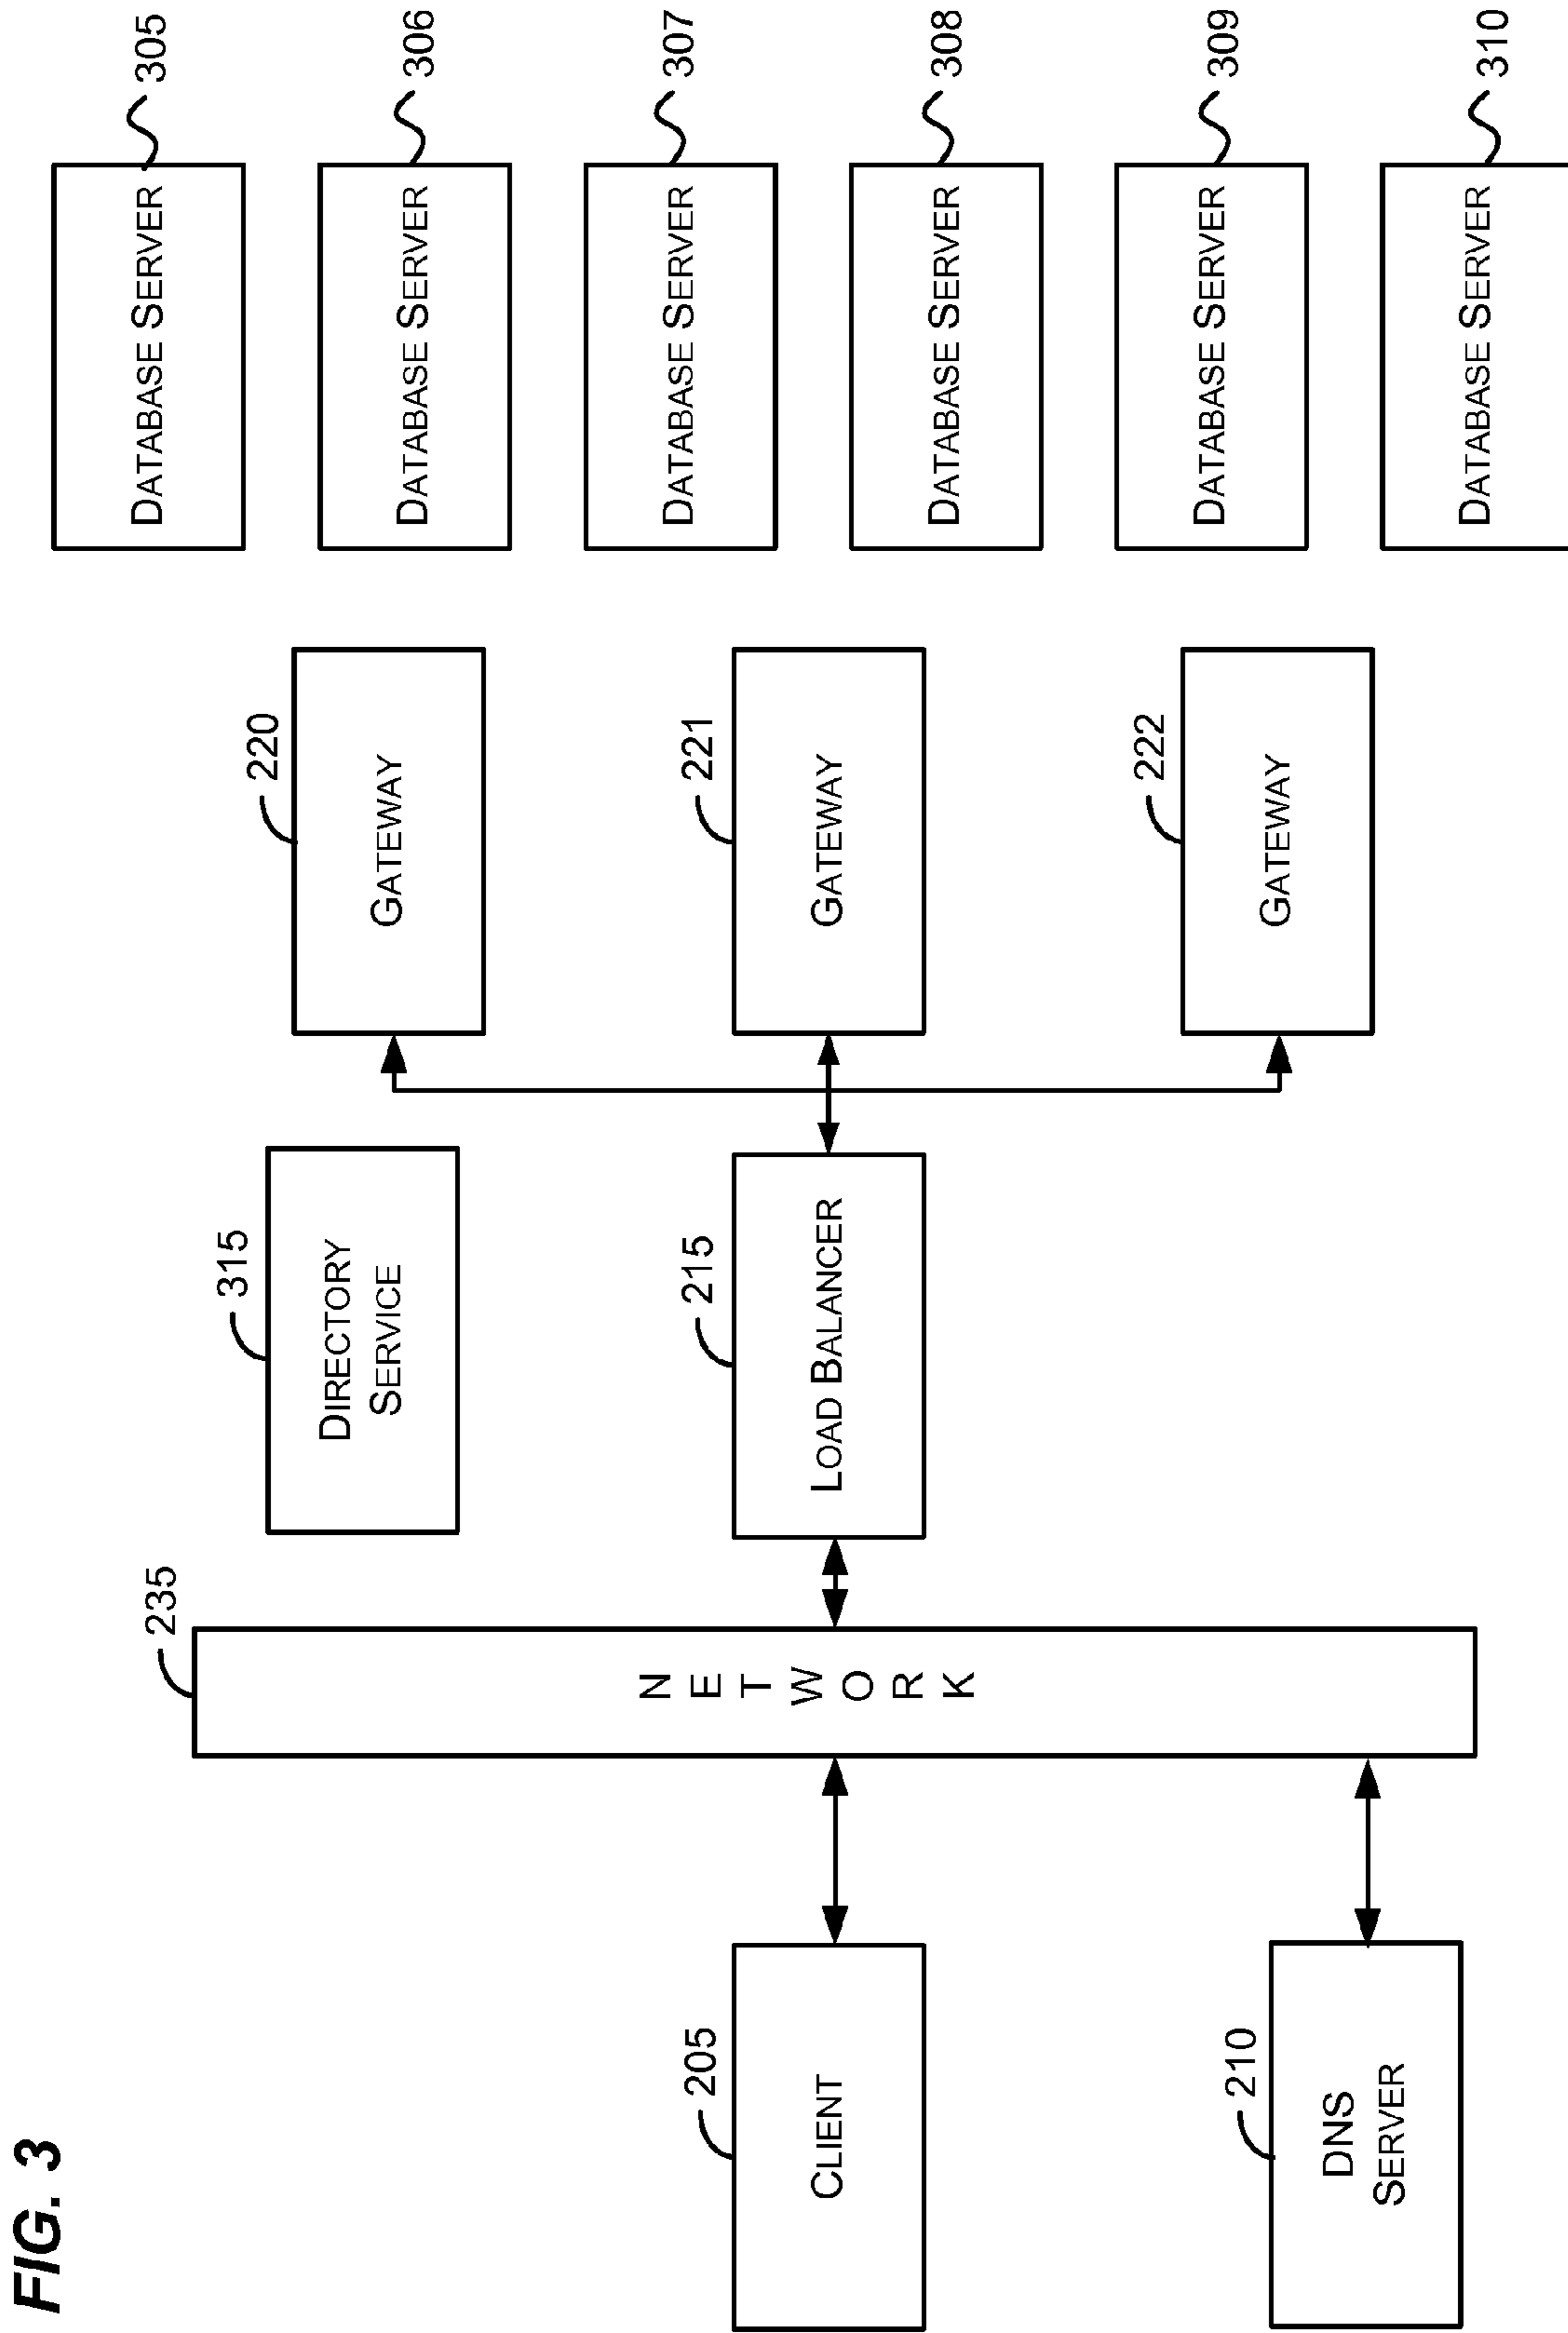 FIG. 3
205
CLIENT
210
DNS
SERVER
235
N
E
T
W
O
R
K
315
DIRECTORY
SERVICE
215
LOAD BALANCER
220
GATEWAY
221
GATEWAY
222
GATEWAY
DATABASE SERVER
305
DATABASE SERVER
306
DATABASE SERVER
307
DATABASE SERVER
308
DATABASE SERVER
309
DATABASE SERVER
310